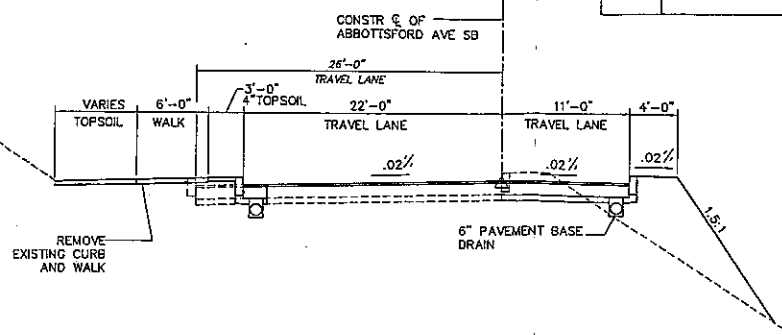 CONSTR ℄ OF
ABBOTTSFORD AVE SB
26'-0"
TRAVEL LANE
VARIES
TOPSOIL
6'-0"
WALK
3'-0"
4" TOPSOIL
22'-0"
TRAVEL LANE
11'-0"
TRAVEL LANE
4'-0"
.02'/'
.02'/'
.02'/'
1.5:1
REMOVE
EXISTING CURB
AND WALK
6" PAVEMENT BASE
DRAIN